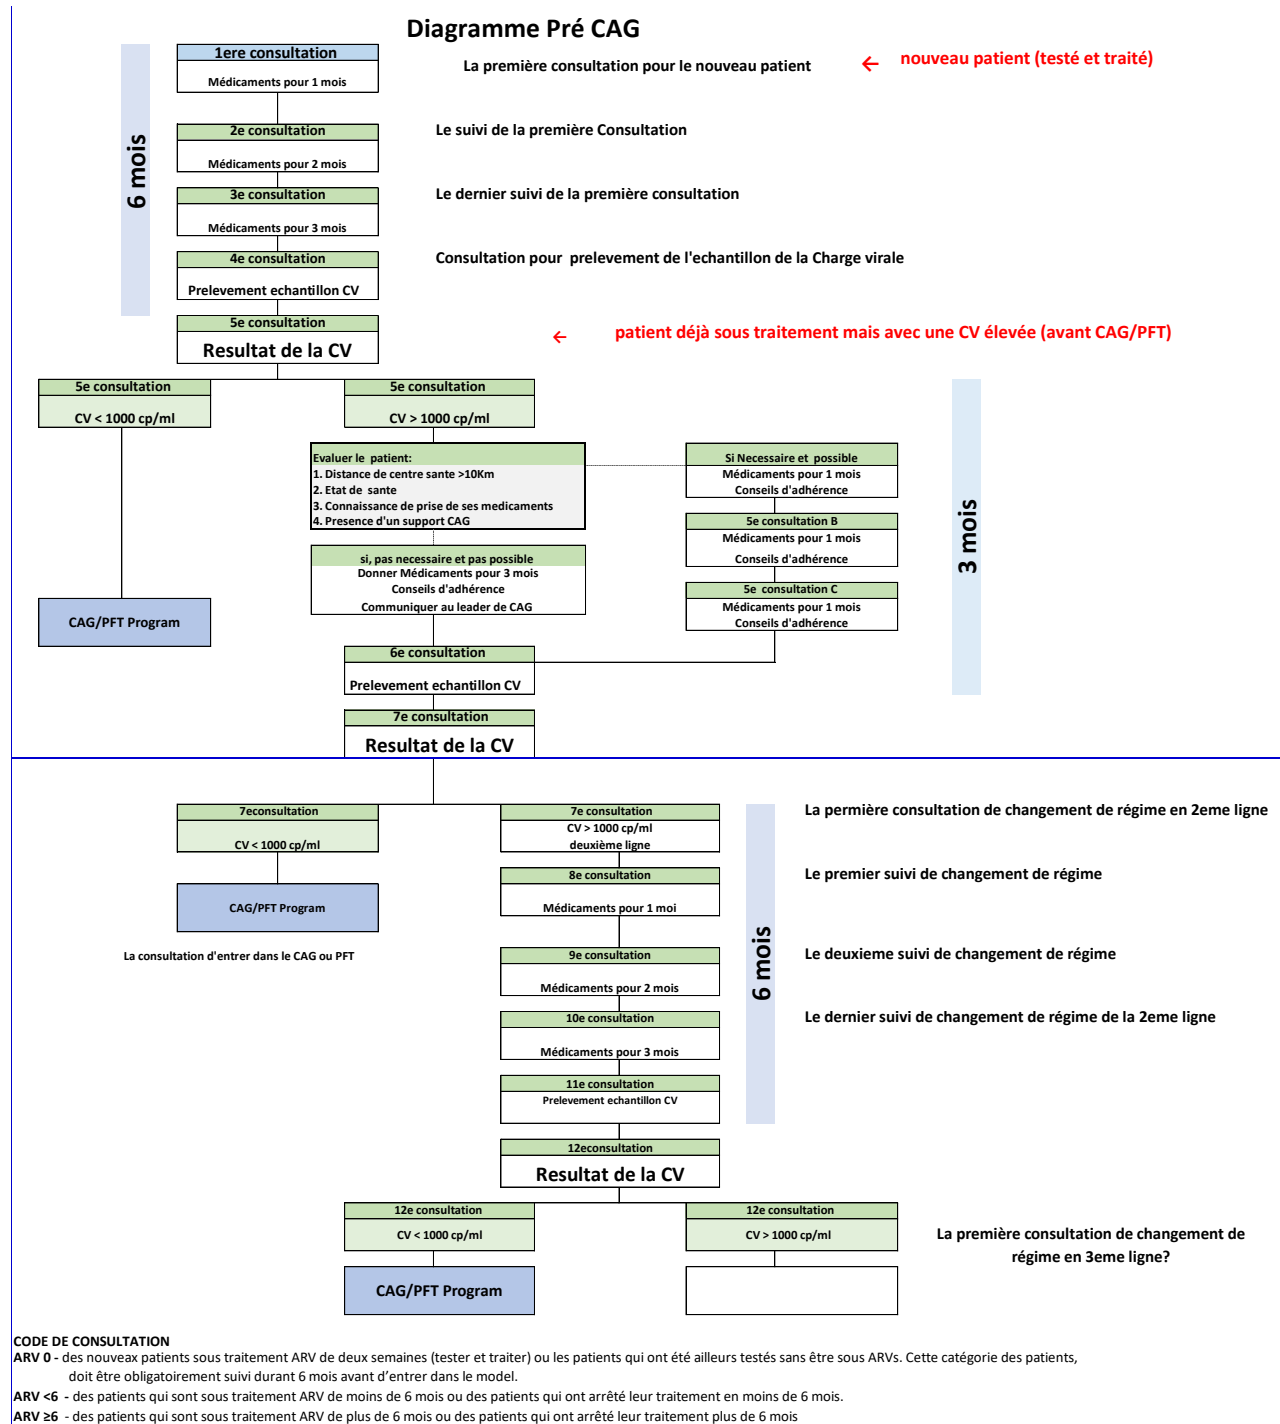 Diagramme Pré CAG
6 mois
1ere consultation
Médicaments pour 1 mois
La première consultation pour le nouveau patient
← nouveau patient (testé et traité)
2e consultation
Médicaments pour 2 mois
Le suivi de la première Consultation
3e consultation
Médicaments pour 3 mois
Le dernier suivi de la première consultation
4e consultation
Prelevement echantillon CV
Consultation pour prelevement de l'echantillon de la Charge virale
5e consultation
Resultat de la CV
← patient déjà sous traitement mais avec une CV élevée (avant CAG/PFT)
5e consultation
CV < 1000 cp/ml
5e consultation
CV > 1000 cp/ml
3 mois
Evaluer le patient:
1. Distance de centre sante >10Km
2. Etat de sante
3. Connaissance de prise de ses medicaments
4. Presence d'un support CAG
Si Necessaire et possible
Médicaments pour 1 mois
Conseils d'adhérence
5e consultation B
Médicaments pour 1 mois
Conseils d'adhérence
si, pas necessaire et pas possible
Donner Médicaments pour 3 mois
Conseils d'adhérence
Communiquer au leader de CAG
5e consultation C
Médicaments pour 1 mois
Conseils d'adhérence
CAG/PFT Program
6e consultation
Prelevement echantillon CV
7e consultation
Resultat de la CV
7econsultation
CV < 1000 cp/ml
7e consultation
CV > 1000 cp/ml
deuxième ligne
La permière consultation de changement de régime en 2eme ligne
6 mois
8e consultation
Médicaments pour 1 moi
Le premier suivi de changement de régime
CAG/PFT Program
La consultation d'entrer dans le CAG ou PFT
9e consultation
Médicaments pour 2 mois
Le deuxieme suivi de changement de régime
10e consultation
Médicaments pour 3 mois
Le dernier suivi de changement de régime de la 2eme ligne
11e consultation
Prelevement echantillon CV
12econsultation
Resultat de la CV
12e consultation
CV < 1000 cp/ml
12e consultation
CV > 1000 cp/ml
La première consultation de changement de
régime en 3eme ligne?
CAG/PFT Program
CODE DE CONSULTATION
ARV 0 - des nouveax patients sous traitement ARV de deux semaines (tester et traiter) ou les patients qui ont été ailleurs testés sans être sous ARVs. Cette catégorie des patients,
doit être obligatoirement suivi durant 6 mois avant d'entrer dans le model.
ARV <6 - des patients qui sont sous traitement ARV de moins de 6 mois ou des patients qui ont arrêté leur traitement en moins de 6 mois.
ARV ≥6 - des patients qui sont sous traitement ARV de plus de 6 mois ou des patients qui ont arrêté leur traitement plus de 6 mois